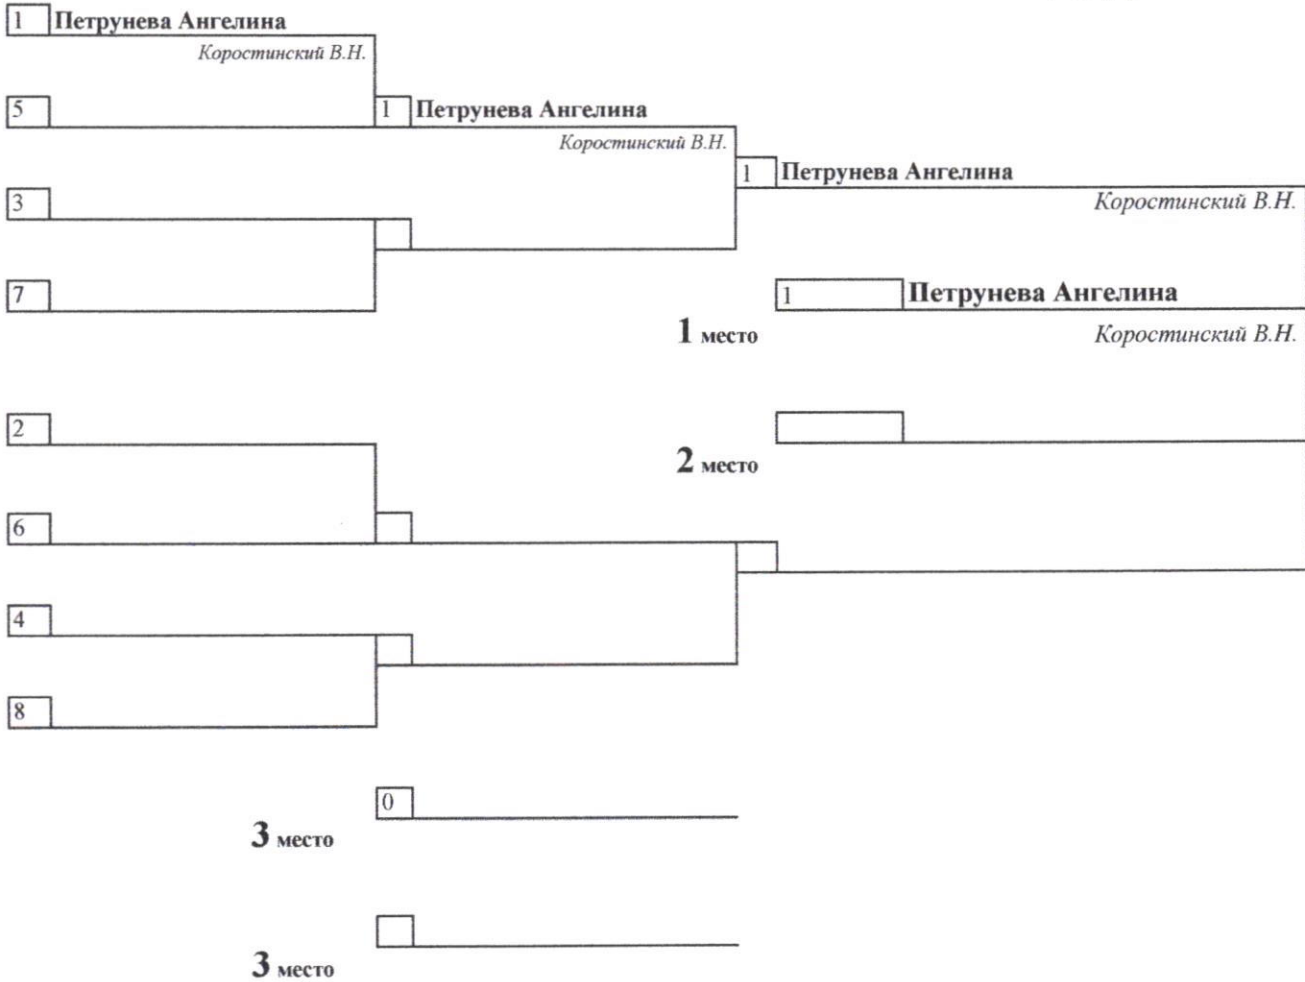 1 Петрунева Ангелина
Коростинский В.Н.
5
1 Петрунева Ангелина
Коростинский В.Н.
1 Петрунева Ангелина
Коростинский В.Н.
3
7
1 Петрунева Ангелина
1 место
Коростинский В.Н.
2
2 место
6
4
8
0
3 место
3 место